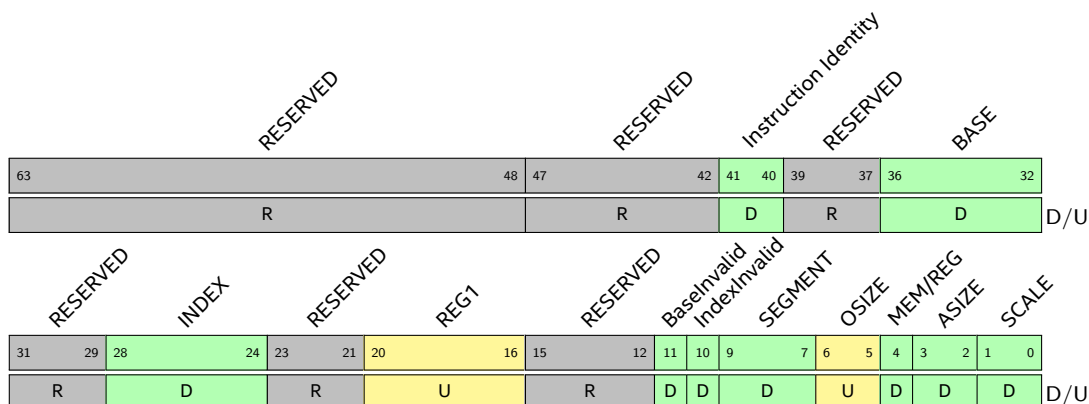 RESERVED RESERVED Instruction Identity RESERVED BASE
63 48 47 42 41 40 39 37 36 32
R R D R D D/U
RESERVED INDEX RESERVED REG1 RESERVED BaseInvalid IndexInvalid SEGMENT OSIZE MEM/REG ASIZE SCALE
31 29 28 24 23 21 20 16 15 12 11 10 9 7 6 5 4 3 2 1 0
R D R U R D D D U D D D D/U